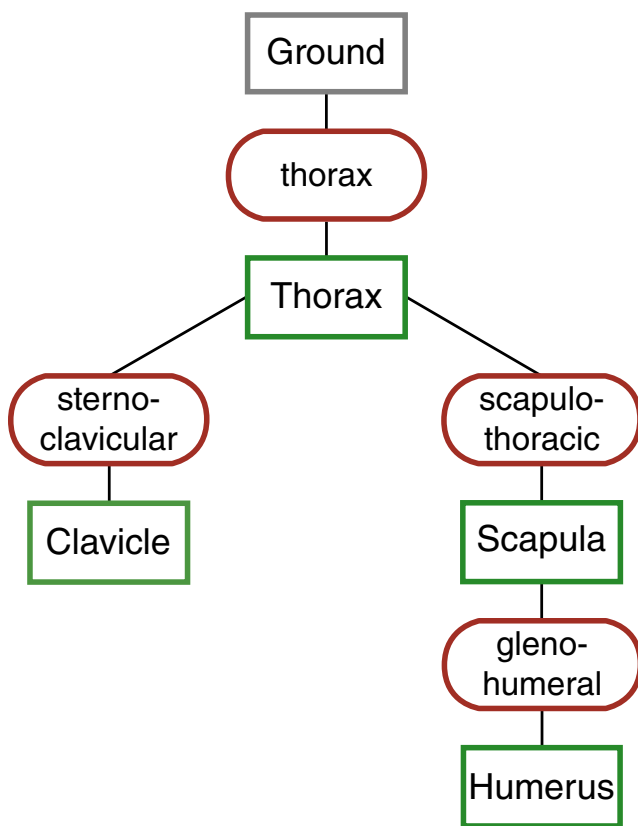 Ground
thorax
Thorax
sterno-
clavicular
scapulo-
thoracic
Clavicle
Scapula
gleno-
humeral
Humerus